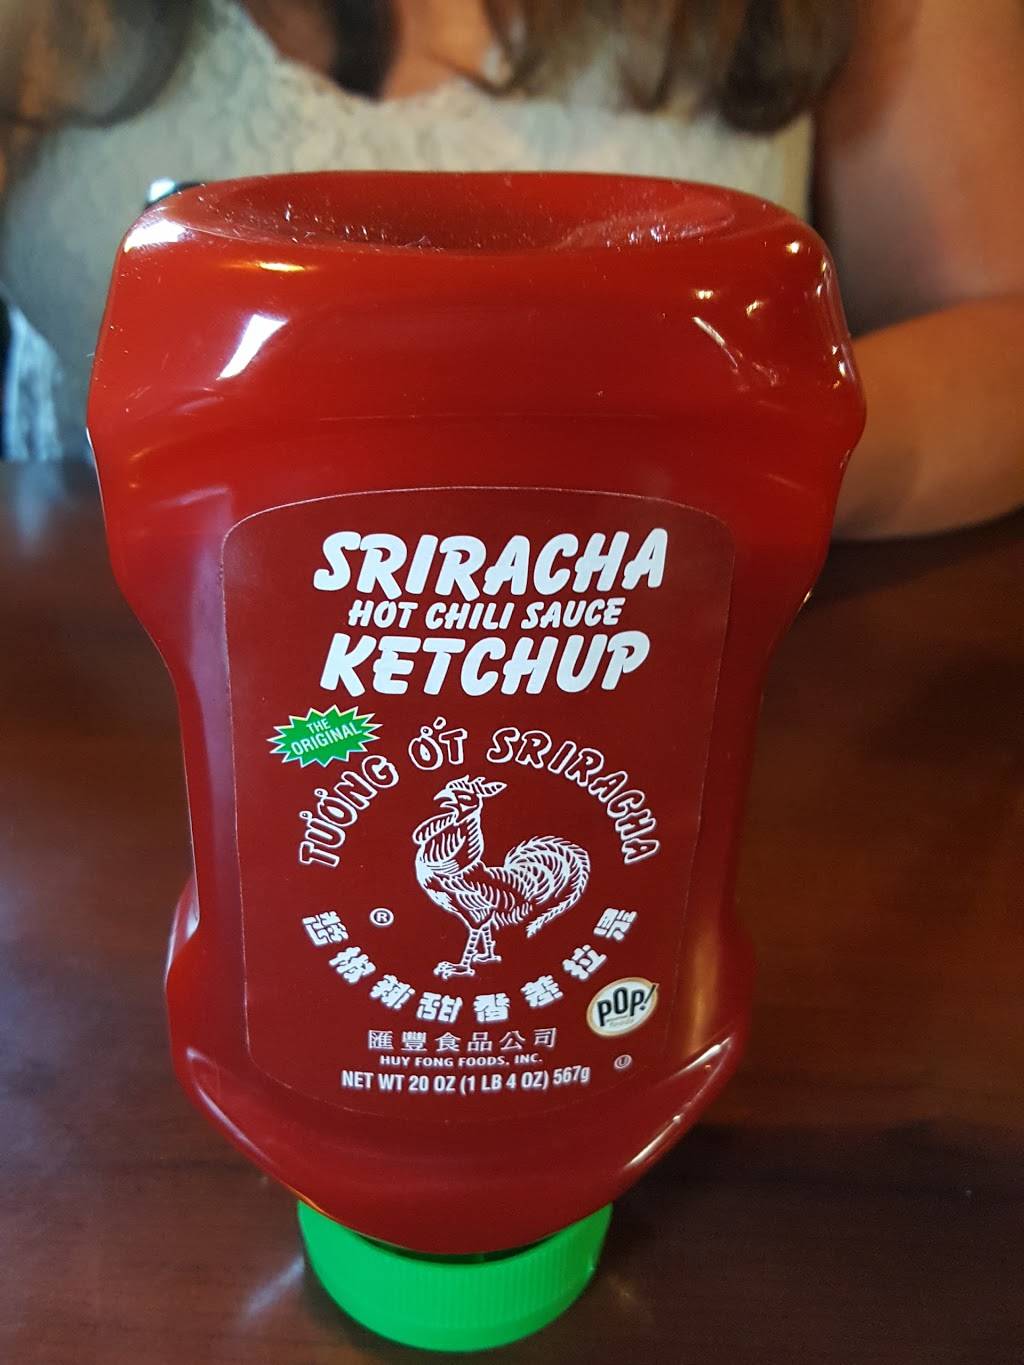 SRIRACHA
HOT CHILI SAUCE
KETCHUP
THE
ORIGINAL
TƯƠNG ỚT SRIRACHA
®
POP!
匯豐食品公司
HUY FONG FOODS, INC.
U
NET WT 20 OZ (1 LB 4 OZ) 567g